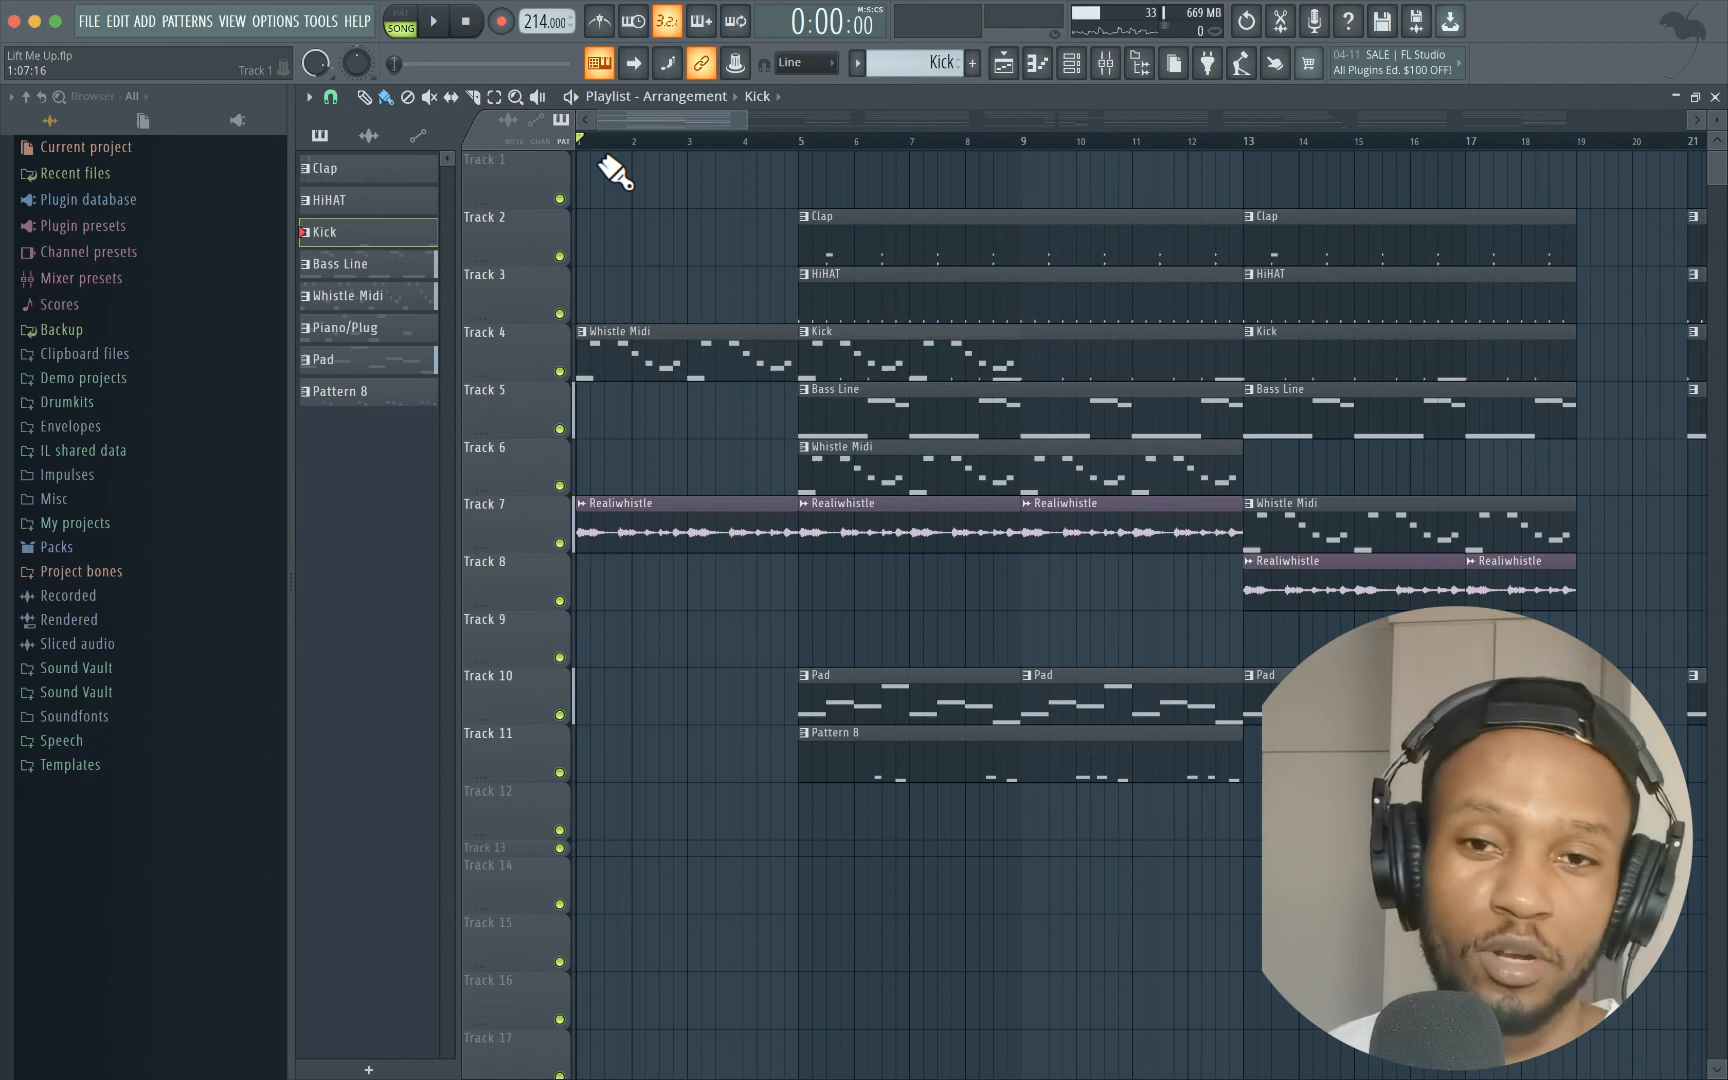 FILE EDIT ADD PATTERNS VIEW OPTIONS TOOLS HELP
PAT
SONG
214.000
3.2
0:00:00
M:S:CS
33
669 MB
0
Lift Me Up.flp
1:07:16
Track 1
Line
Kick
04-11 SALE | FL Studio
All Plugins Ed. $100 OFF!
Browser - All
Playlist - Arrangement
Kick
NOTE CHAN PAT
2 3 4 5 6 7 8 9 10 11 12 13 14 15 16 17 18 19 20 21
Current project
Recent files
Plugin database
Plugin presets
Channel presets
Mixer presets
Scores
Backup
Clipboard files
Demo projects
Drumkits
Envelopes
IL shared data
Impulses
Misc
My projects
Packs
Project bones
Recorded
Rendered
Sliced audio
Sound Vault
Sound Vault
Soundfonts
Speech
Templates
Clap
HiHAT
Kick
Bass Line
Whistle Midi
Piano/Plug
Pad
Pattern 8
Track 1
Track 2
Clap
Clap
Track 3
HiHAT
HiHAT
Track 4
Whistle Midi
Kick
Kick
Track 5
Bass Line
Bass Line
Track 6
Whistle Midi
Track 7
Realiwhistle
Realiwhistle
Realiwhistle
Whistle Midi
Track 8
Realiwhistle
Realiwhistle
Track 9
Track 10
Pad
Pad
Pad
Track 11
Pattern 8
Track 12
Track 13
Track 14
Track 15
Track 16
Track 17